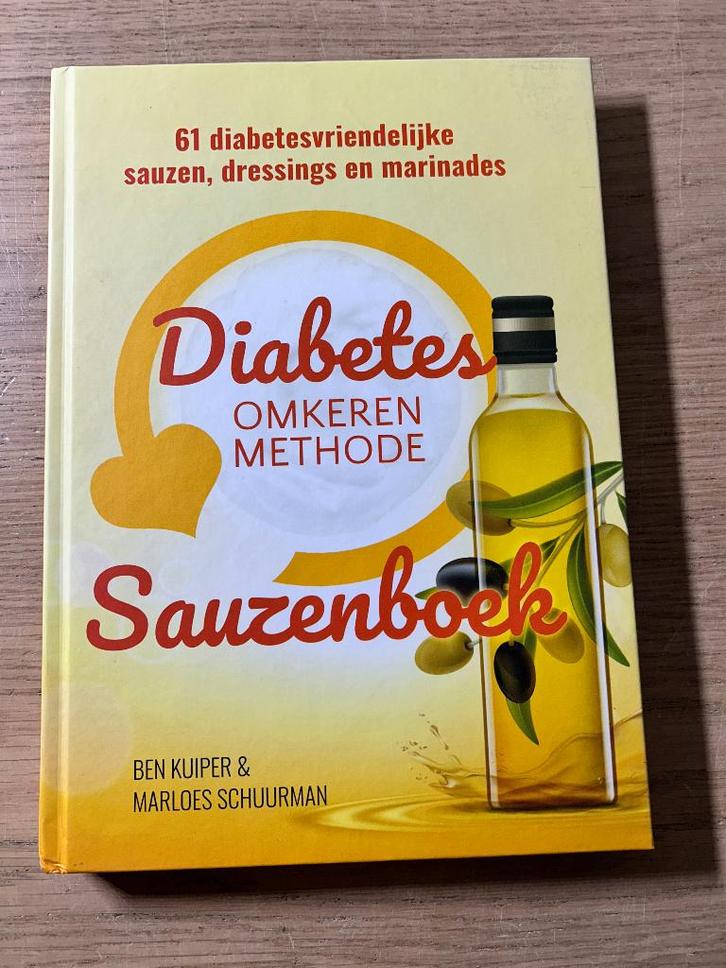 61 diabetesvriendelijke
sauzen, dressings en marinades
Diabetes
OMKEREN
METHODE
Sauzenboek
BEN KUIPER &
MARLOES SCHUURMAN